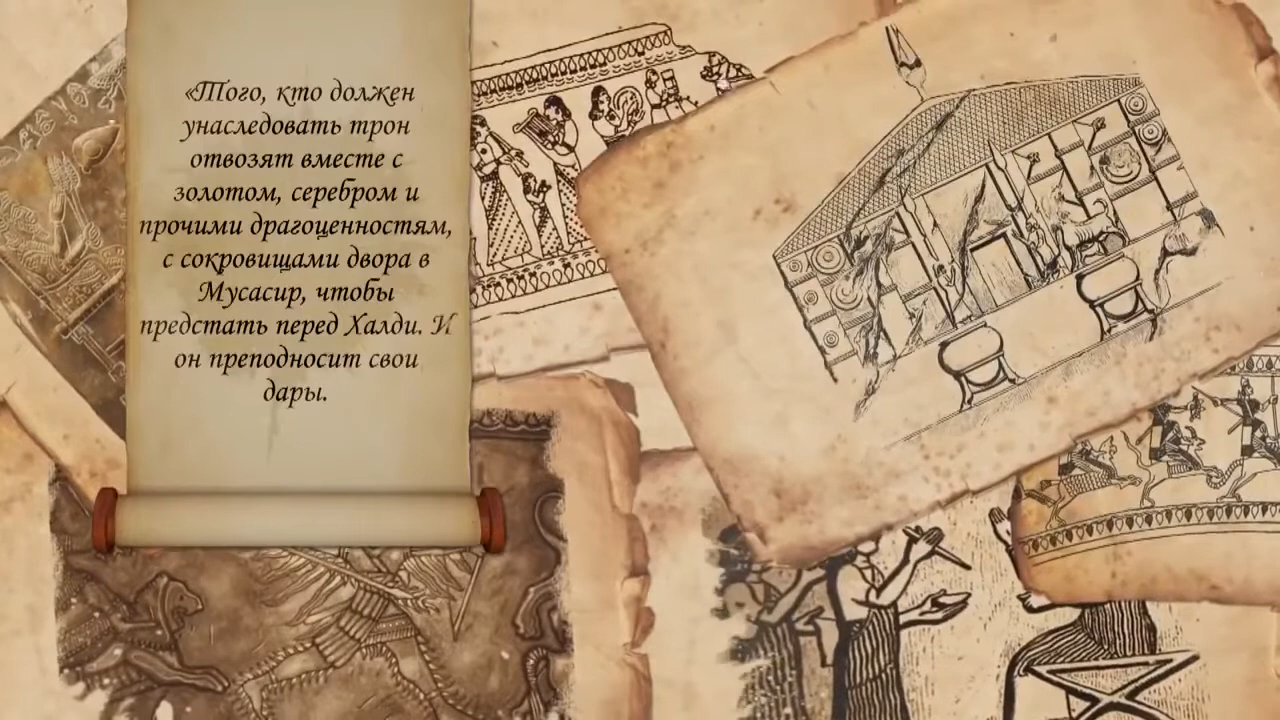 «Того, кто должен
унаследовать трон
отвозят вместе с
золотом, серебром и
прочими драгоценностям,
с сокровищами двора в
Мусасир, чтобы
предстать перед Халди. И
он преподносит свои
дары.